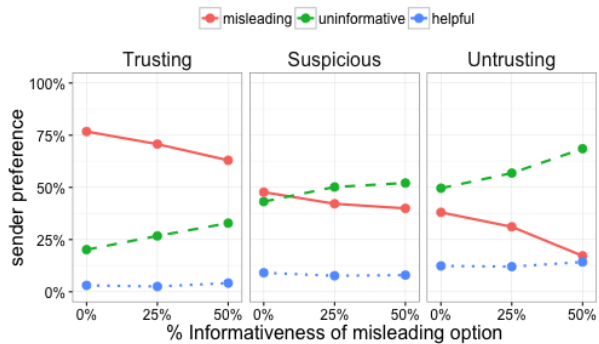 misleading uninformative helpful
Trusting Suspicious Untrusting
sender preference
100%
75%
50%
25%
0%
0% 25% 50% 0% 25% 50% 0% 25% 50%
% Informativeness of misleading option